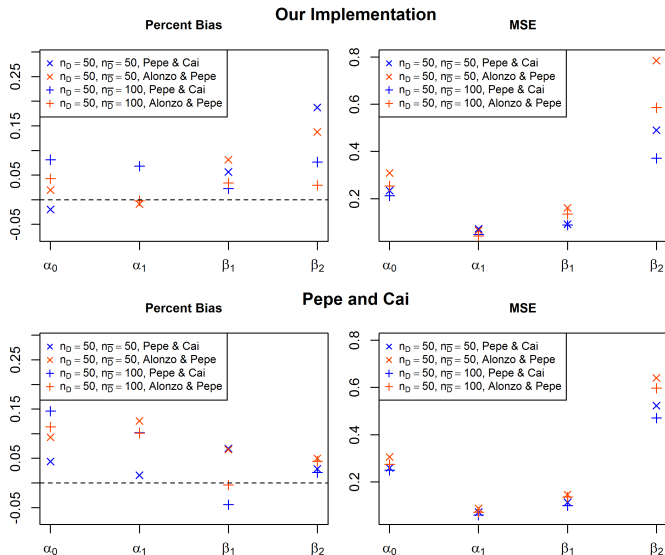 Our Implementation
Percent Bias
MSE
n_D = 50, n_D̅ = 50, Pepe & Cai
n_D = 50, n_D̅ = 50, Alonzo & Pepe
n_D = 50, n_D̅ = 100, Pepe & Cai
n_D = 50, n_D̅ = 100, Alonzo & Pepe
0.25
0.15
0.05
-0.05
α₀ α₁ β₁ β₂
n_D = 50, n_D̅ = 50, Pepe & Cai
n_D = 50, n_D̅ = 50, Alonzo & Pepe
n_D = 50, n_D̅ = 100, Pepe & Cai
n_D = 50, n_D̅ = 100, Alonzo & Pepe
0.8
0.6
0.4
0.2
α₀ α₁ β₁ β₂
Pepe and Cai
Percent Bias
MSE
n_D = 50, n_D̅ = 50, Pepe & Cai
n_D = 50, n_D̅ = 50, Alonzo & Pepe
n_D = 50, n_D̅ = 100, Pepe & Cai
n_D = 50, n_D̅ = 100, Alonzo & Pepe
0.25
0.15
0.05
-0.05
α₀ α₁ β₁ β₂
n_D = 50, n_D̅ = 50, Pepe & Cai
n_D = 50, n_D̅ = 50, Alonzo & Pepe
n_D = 50, n_D̅ = 100, Pepe & Cai
n_D = 50, n_D̅ = 100, Alonzo & Pepe
0.8
0.6
0.4
0.2
α₀ α₁ β₁ β₂